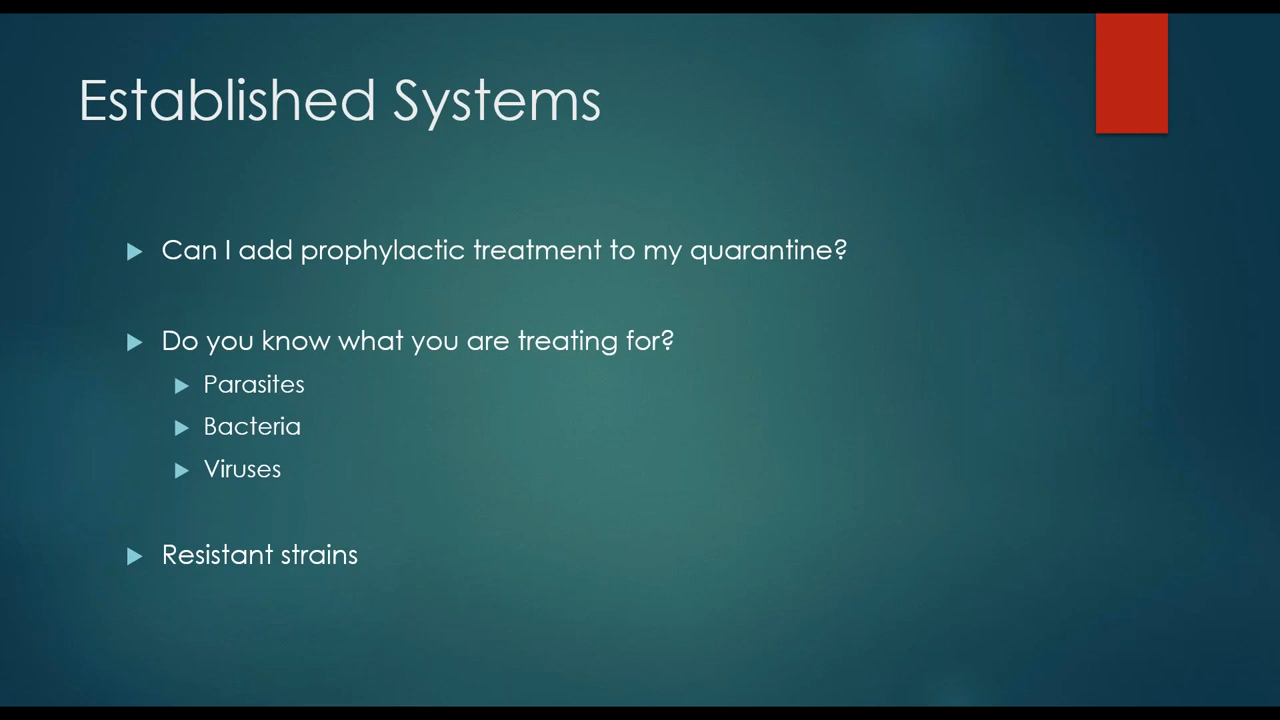 Established Systems
Can I add prophylactic treatment to my quarantine?
Do you know what you are treating for?
Parasites
Bacteria
Viruses
Resistant strains